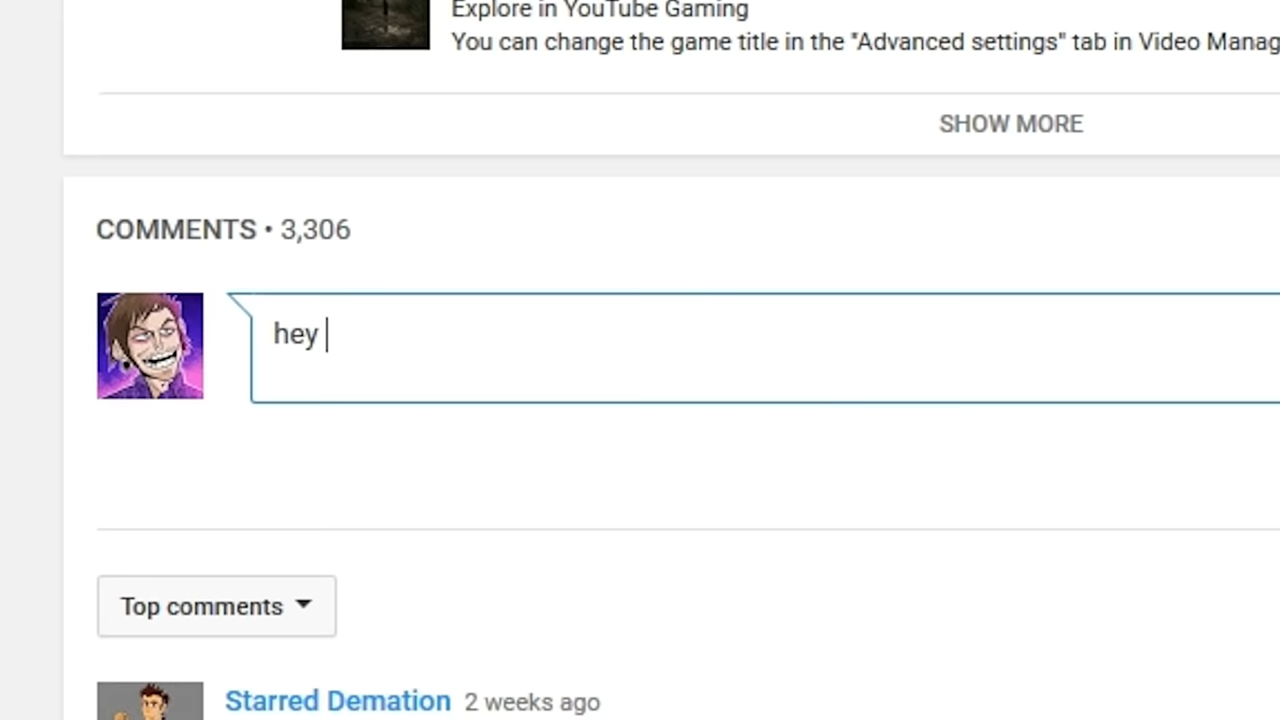 Explore in YouTube Gaming
You can change the game title in the "Advanced settings" tab in Video Manag
SHOW MORE
COMMENTS • 3,306
hey
Top comments
Starred Demation 2 weeks ago